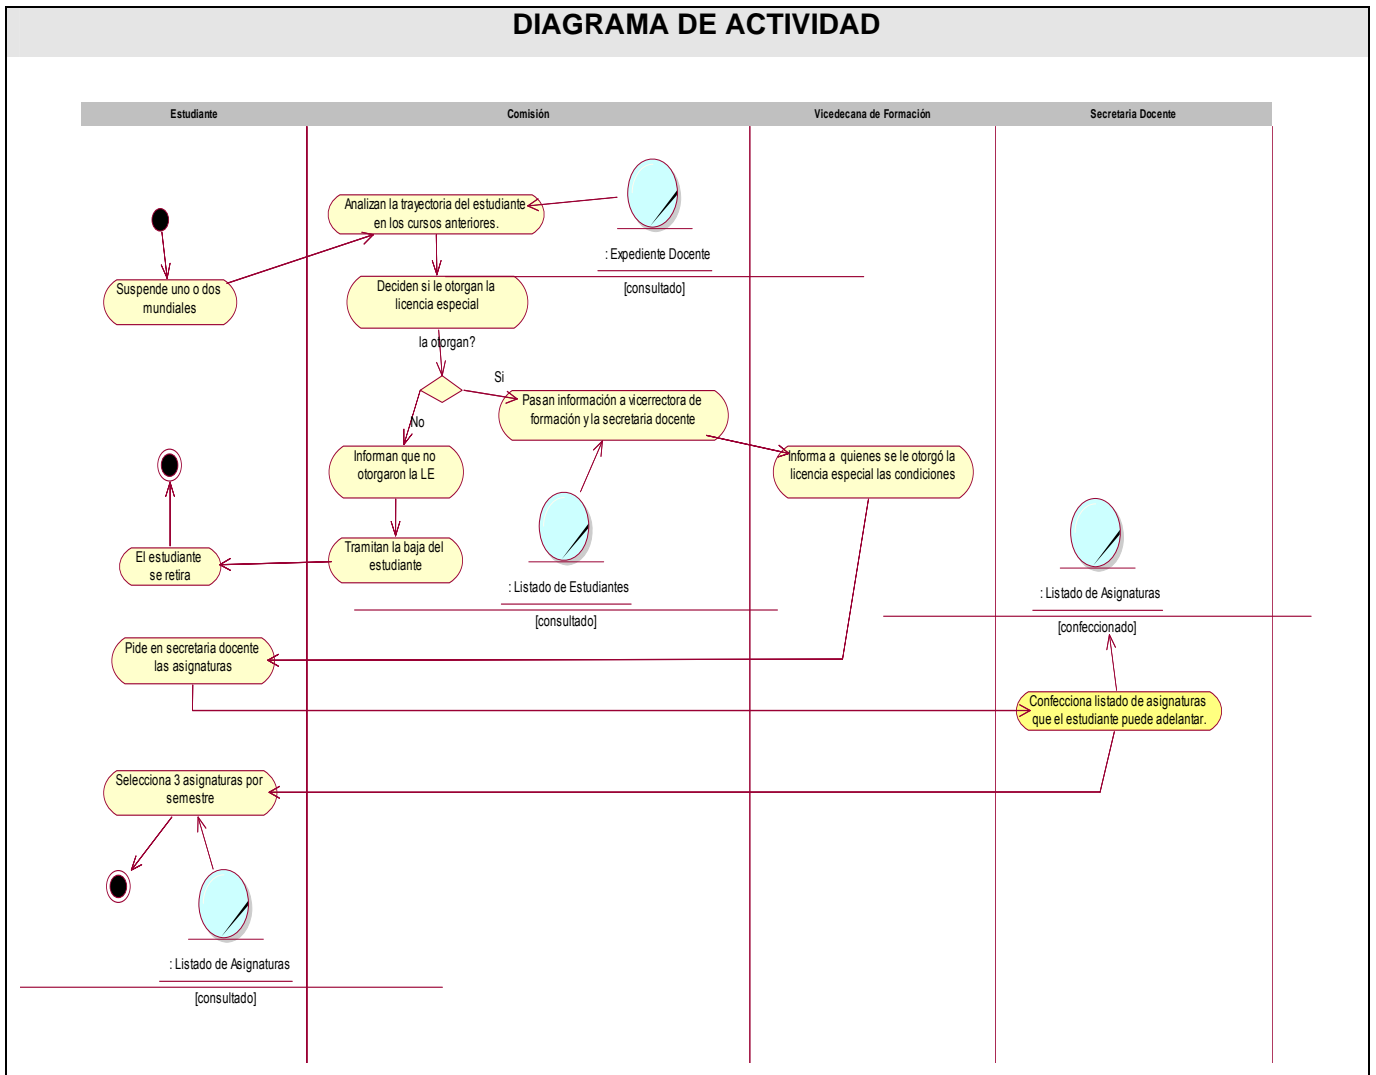 DIAGRAMA DE ACTIVIDAD
Estudiante
Comisión
Vicedecana de Formación
Secretaria Docente
Analizan la trayectoria del estudiante
en los cursos anteriores.
: Expediente Docente
[consultado]
Suspende uno o dos
mundiales
Deciden si le otorgan la
licencia especial
la otorgan?
Si
No
Pasan información a vicerrectora de
formación y la secretaria docente
Informan que no
otorgaron la LE
Informa a quienes se le otorgó la
licencia especial las condiciones
Tramitan la baja del
estudiante
El estudiante
se retira
: Listado de Estudiantes
[consultado]
: Listado de Asignaturas
[confeccionado]
Pide en secretaria docente
las asignaturas
Confecciona listado de asignaturas
que el estudiante puede adelantar.
Selecciona 3 asignaturas por
semestre
: Listado de Asignaturas
[consultado]